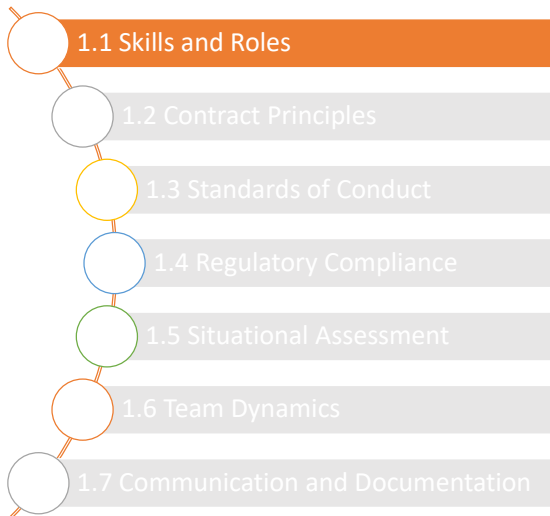 1.1 Skills and Roles
1.2 Contract Principles
1.3 Standards of Conduct
1.4 Regulatory Compliance
1.5 Situational Assessment
1.6 Team Dynamics
1.7 Communication and Documentation